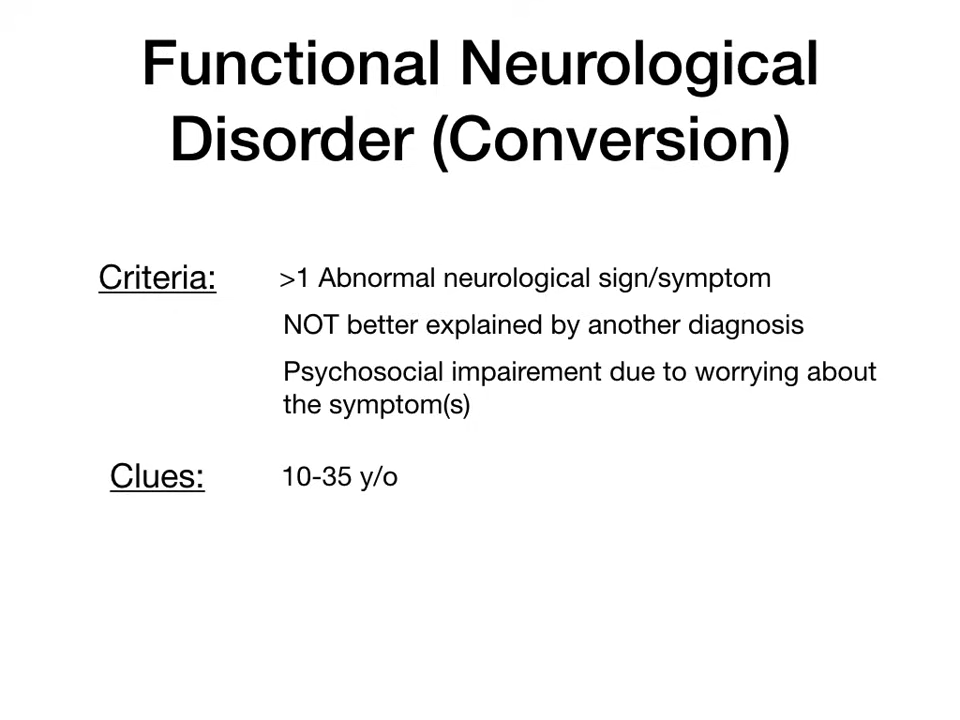 Functional Neurological
Disorder (Conversion)
Criteria: >1 Abnormal neurological sign/symptom
NOT better explained by another diagnosis
Psychosocial impairement due to worrying about
the symptom(s)
Clues: 10-35 y/o